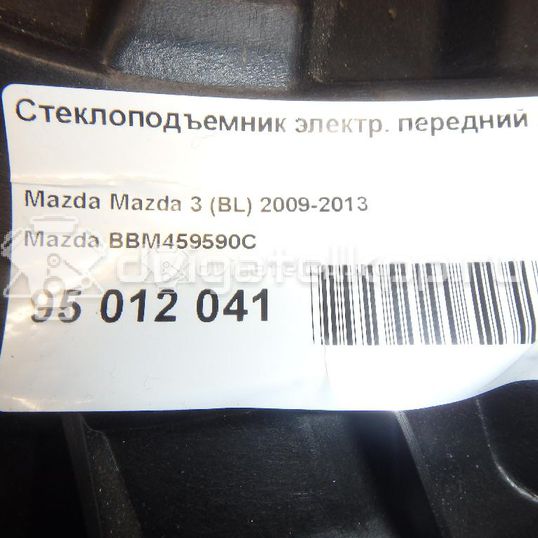 Стеклоподъемник электр. передний
Mazda Mazda 3 (BL) 2009-2013
Mazda BBM459590C
95 012 041